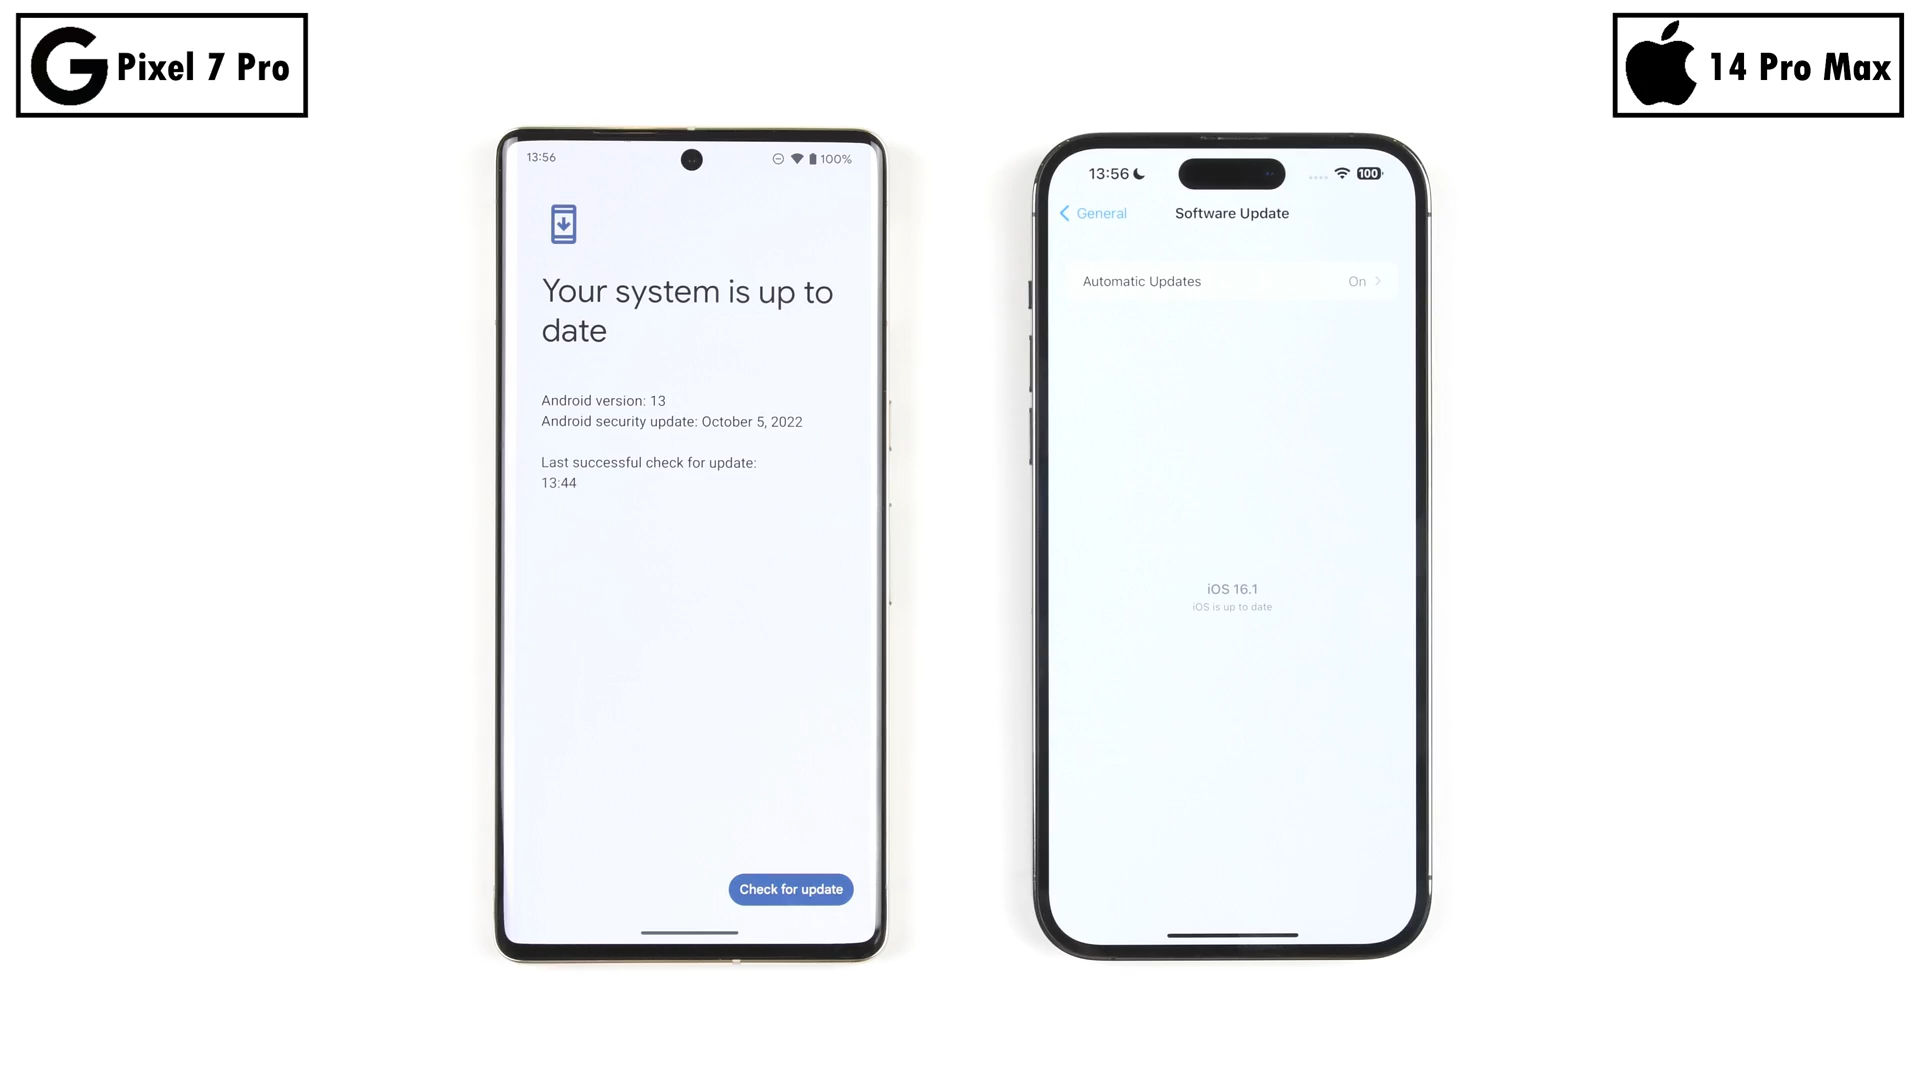 G Pixel 7 Pro
14 Pro Max
13:56
100%
Your system is up to
date
Android version: 13
Android security update: October 5, 2022
Last successful check for update:
13:44
Check for update
13:56
100
General
Software Update
Automatic Updates
On
iOS 16.1
iOS is up to date